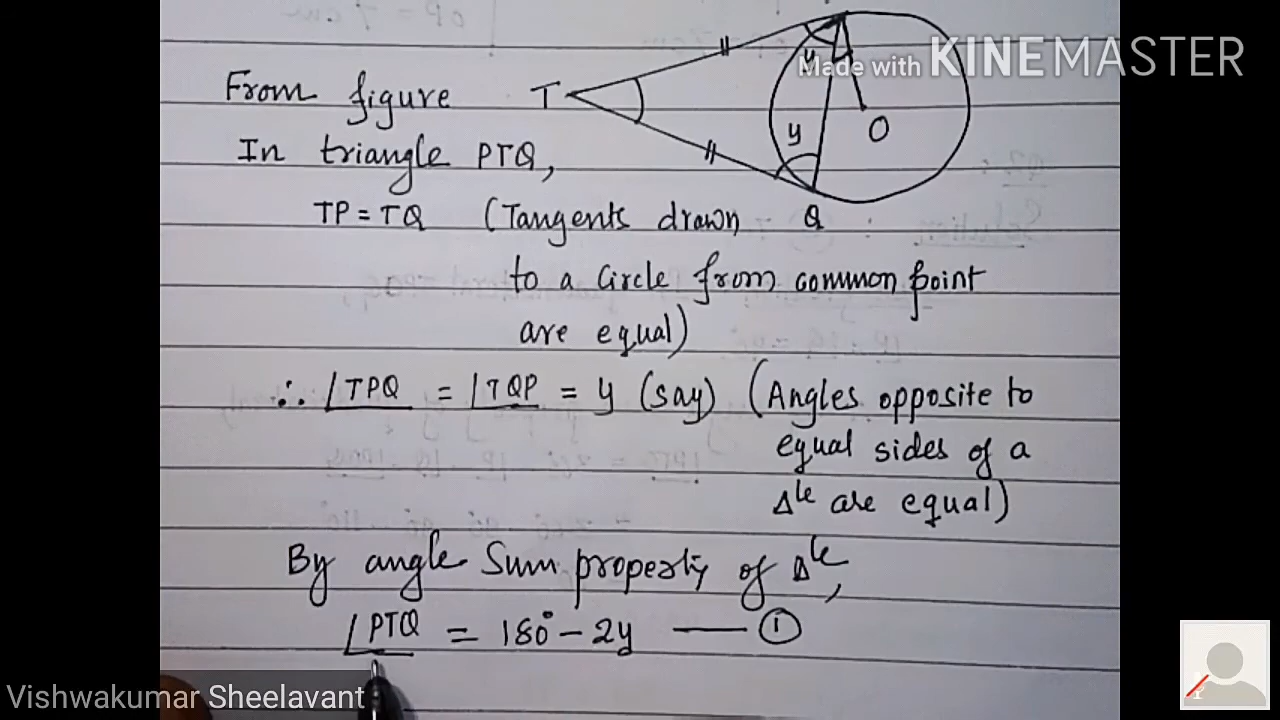 Made with KINEMASTER
From figure
T
y
O
In triangle PTQ,
y
TP = TQ (Tangents drawn
Q
to a circle from common point
are equal)
∴ ∠TPQ = ∠TQP = y (say) (Angles opposite to
equal sides of a
Δle are equal)
By angle Sum property of Δle,
∠PTQ = 180° - 2y — ①
Vishwakumar Sheelavant